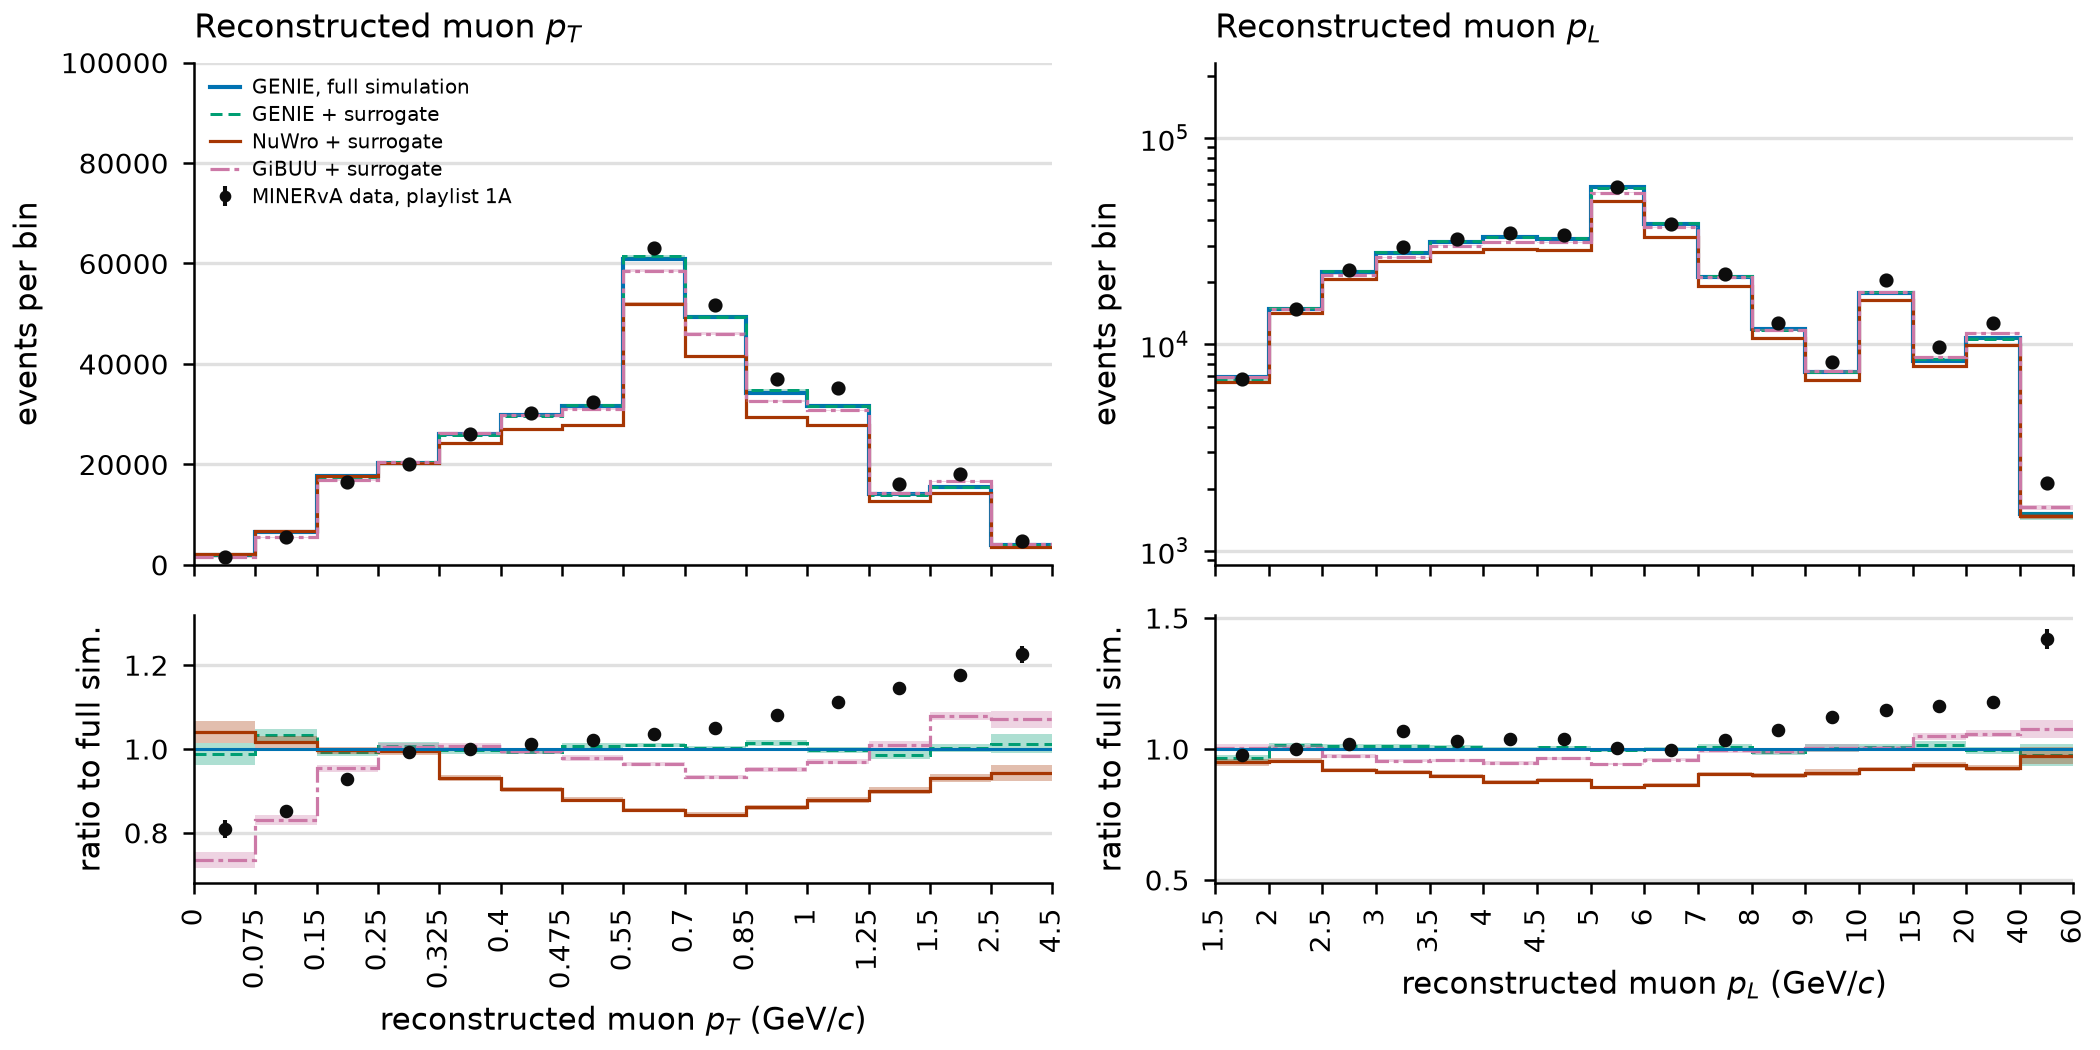 Reconstructed muon pT
100000
80000
60000
40000
20000
0
events per bin
GENIE, full simulation
GENIE + surrogate
NuWro + surrogate
GiBUU + surrogate
MINERvA data, playlist 1A
1.2
1.0
0.8
ratio to full sim.
0 0.075 0.15 0.25 0.325 0.4 0.475 0.55 0.7 0.85 1 1.25 1.5 2.5 4.5
reconstructed muon pT (GeV/c)
Reconstructed muon pL
10^5
10^4
10^3
events per bin
1.5
1.0
0.5
ratio to full sim.
1.5 2 2.5 3 3.5 4 4.5 5 6 7 8 9 10 15 20 40 60
reconstructed muon pL (GeV/c)